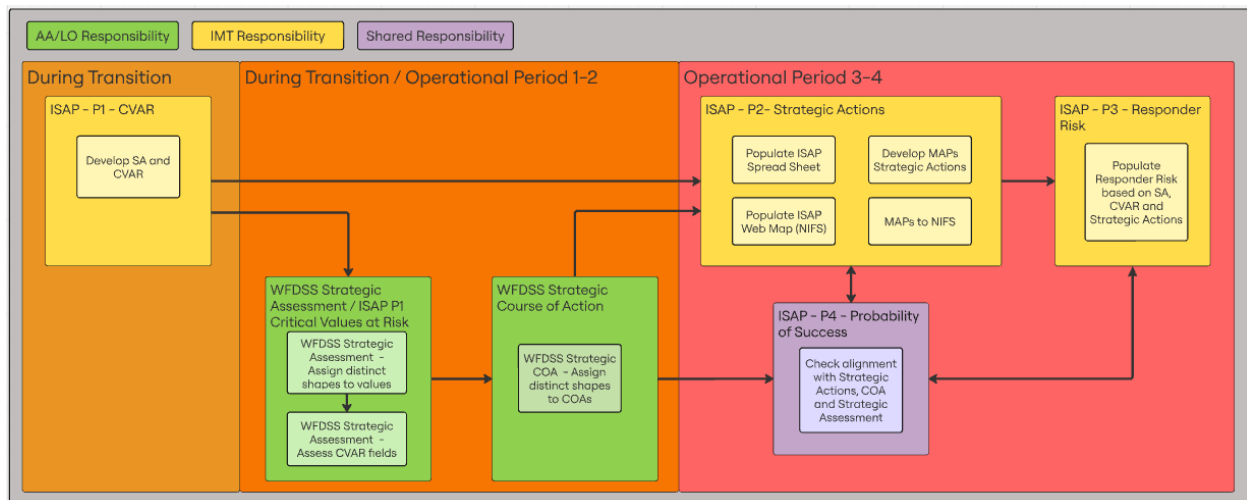 AA/LO Responsibility
IMT Responsibility
Shared Responsibility
During Transition
ISAP - P1 - CVAR
Develop SA and
CVAR
During Transition / Operational Period 1-2
WFDSS Strategic
Assessment / ISAP P1
Critical Values at Risk
WFDSS Strategic
Assessment -
Assign distinct
shapes to values
WFDSS Strategic
Assessment -
Assess CVAR fields
WFDSS Strategic
Course of Action
WFDSS Strategic
COA - Assign
distinct shapes
to COAs
Operational Period 3-4
ISAP - P2- Strategic Actions
Populate ISAP
Spread Sheet
Develop MAPs
Strategic Actions
Populate ISAP
Web Map (NIFS)
MAPs to NIFS
ISAP - P3 - Responder
Risk
Populate
Responder Risk
based on SA,
CVAR and
Strategic Actions
ISAP - P4 - Probability
of Success
Check alignment
with Strategic
Actions, COA
and Strategic
Assessment